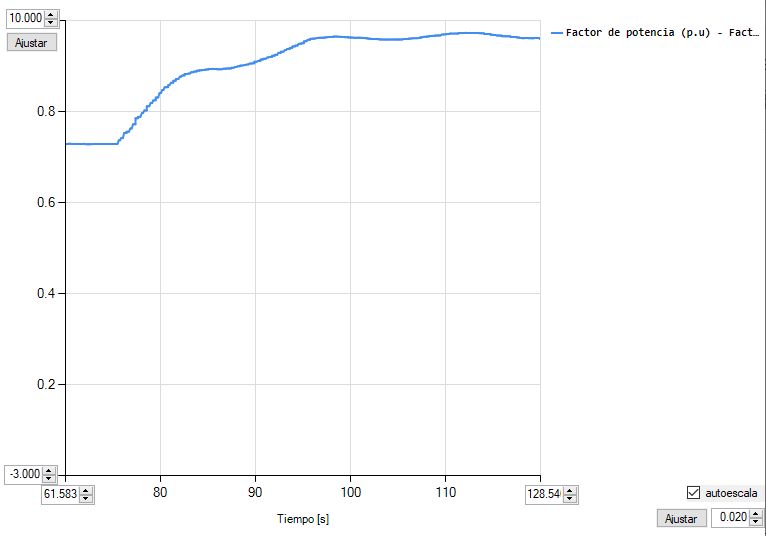 10.000
Ajustar
Factor de potencia (p.u) - Fact…
0.8
0.6
0.4
0.2
-3.000
61.583
80
90
100
110
128.54
Tiempo [s]
autoescala
Ajustar
0.020